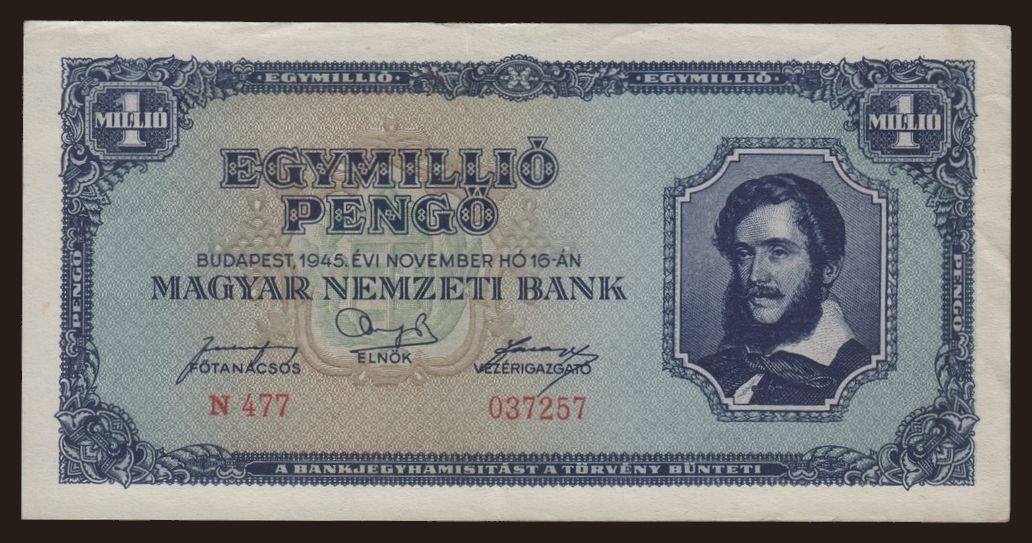 EGYMILLIÓ EGYMILLIÓ
1 MILLIÓ
1 MILLIÓ
EGYMILLIÓ
PENGŐ
BUDAPEST, 1945. ÉVI NOVEMBER HÓ 16-ÁN
MAGYAR NEMZETI BANK
FŐTANÁCSOS ELNÖK VEZÉRIGAZGATÓ
N 477 037257
PENGŐ
PENGŐ
A BANKJEGYHAMISITÁST A TÖRVÉNY BÜNTETI